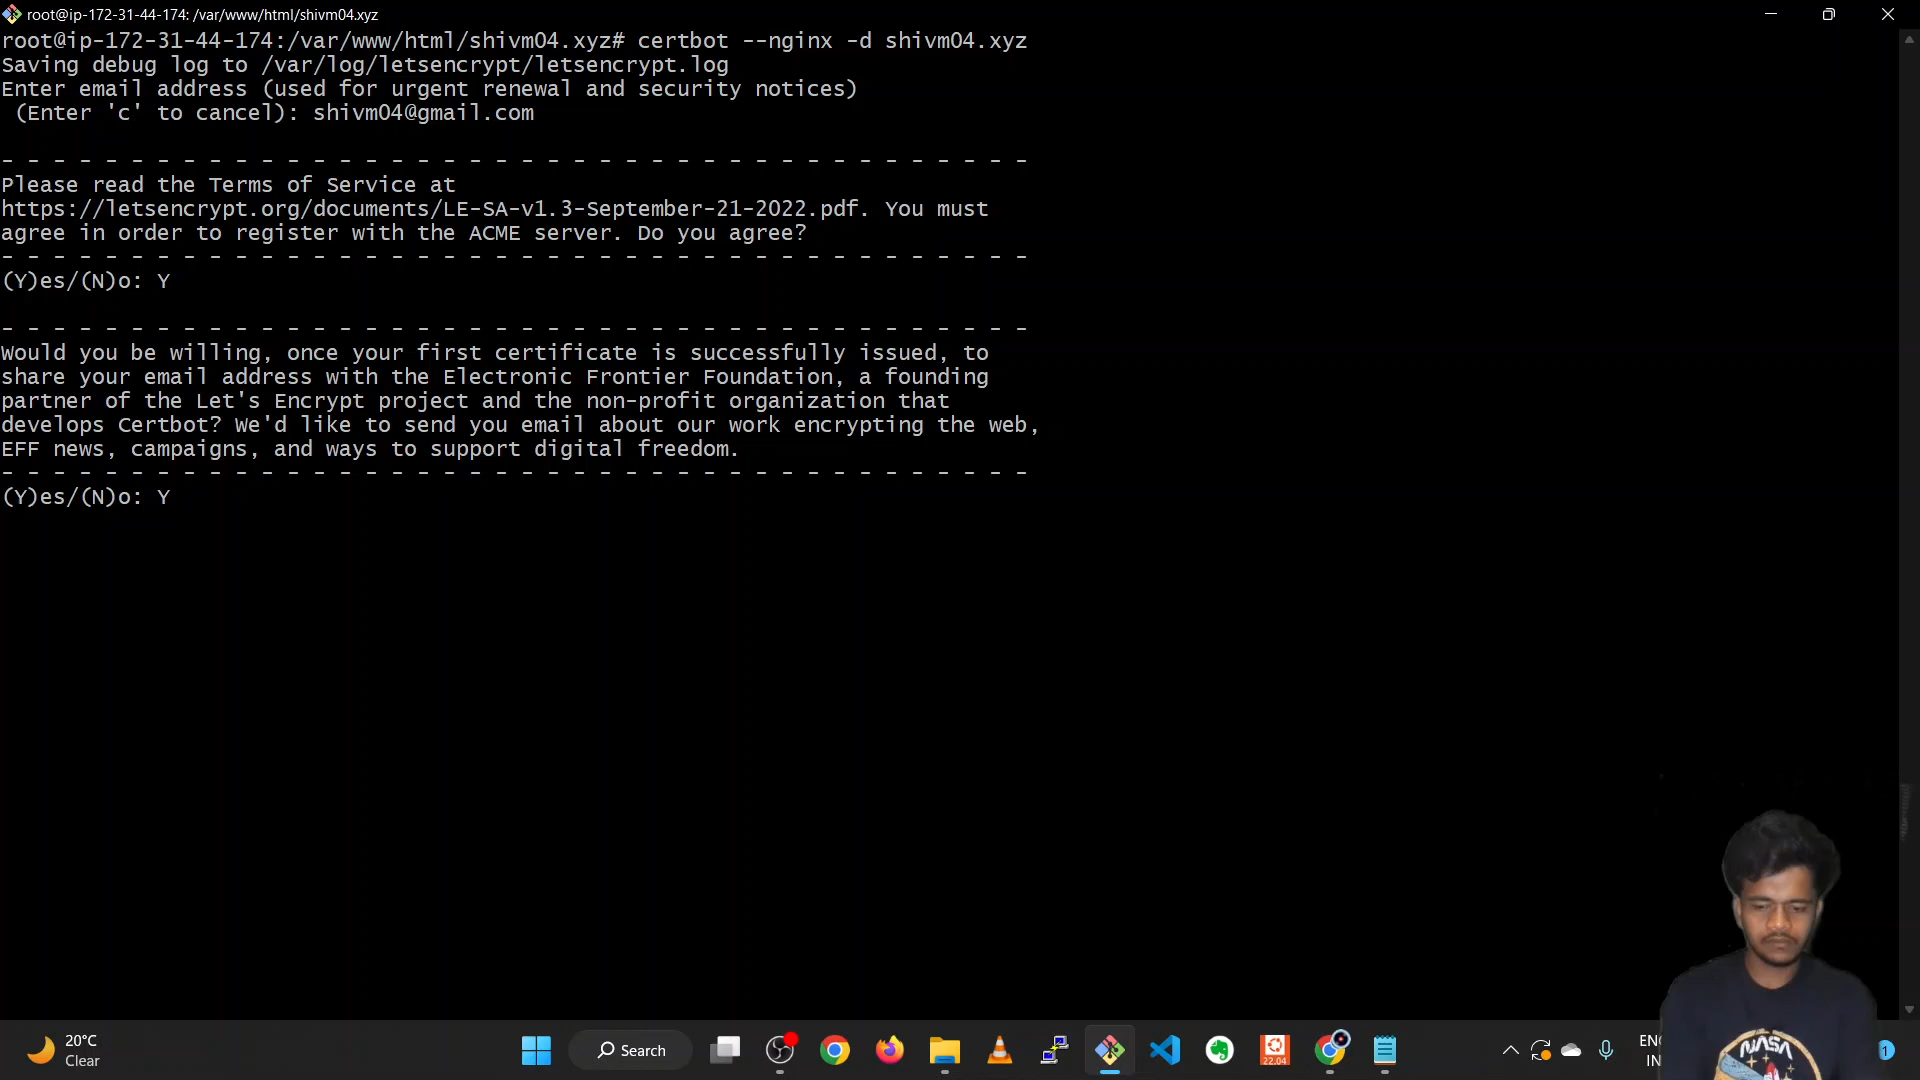 root@ip-172-31-44-174: /var/www/html/shivm04.xyz
root@ip-172-31-44-174:/var/www/html/shivm04.xyz# certbot --nginx -d shivm04.xyz
Saving debug log to /var/log/letsencrypt/letsencrypt.log
Enter email address (used for urgent renewal and security notices)
(Enter 'c' to cancel): shivm04@gmail.com
- - - - - - - - - - - - - - - - - - - - - - - - - - - - - - - - - - - - - - - -
Please read the Terms of Service at
https://letsencrypt.org/documents/LE-SA-v1.3-September-21-2022.pdf. You must
agree in order to register with the ACME server. Do you agree?
- - - - - - - - - - - - - - - - - - - - - - - - - - - - - - - - - - - - - - - -
(Y)es/(N)o: Y
- - - - - - - - - - - - - - - - - - - - - - - - - - - - - - - - - - - - - - - -
Would you be willing, once your first certificate is successfully issued, to
share your email address with the Electronic Frontier Foundation, a founding
partner of the Let's Encrypt project and the non-profit organization that
develops Certbot? We'd like to send you email about our work encrypting the web,
EFF news, campaigns, and ways to support digital freedom.
- - - - - - - - - - - - - - - - - - - - - - - - - - - - - - - - - - - - - - - -
(Y)es/(N)o: Y
20°C
Clear
Search
22.04
IN
1
NASA